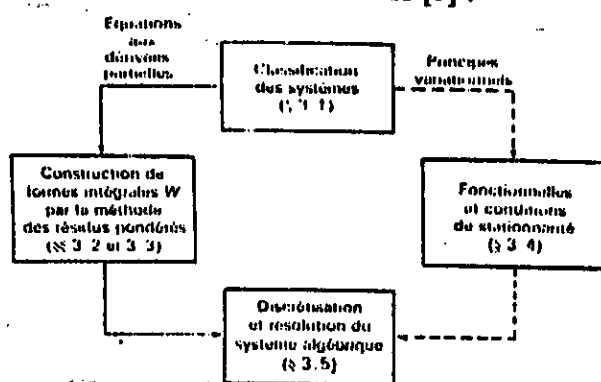 [5] :
Équations
aux
dérivées
partielles
Classification
des systèmes
(§ 3.1)
Principes
variationnels
Construction de
formes intégrales W
par la méthode
des résidus pondérés
(§§ 3.2 et 3.3)
Fonctionnelles
et conditions
de stationnarité
(§ 3.4)
Discrétisation
et résolution du
système algébrique
(§ 3.5)